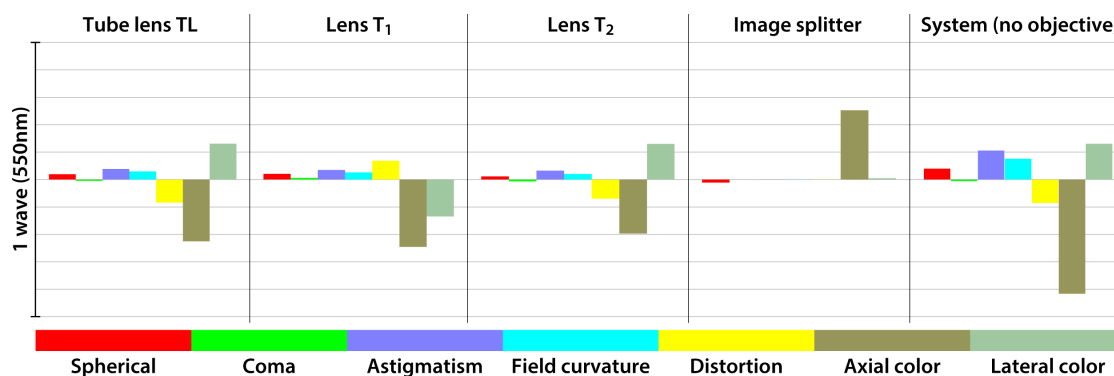 Tube lens TL
Lens T₁
Lens T₂
Image splitter
System (no objective
1 wave (550nm)
Spherical
Coma
Astigmatism
Field curvature
Distortion
Axial color
Lateral color